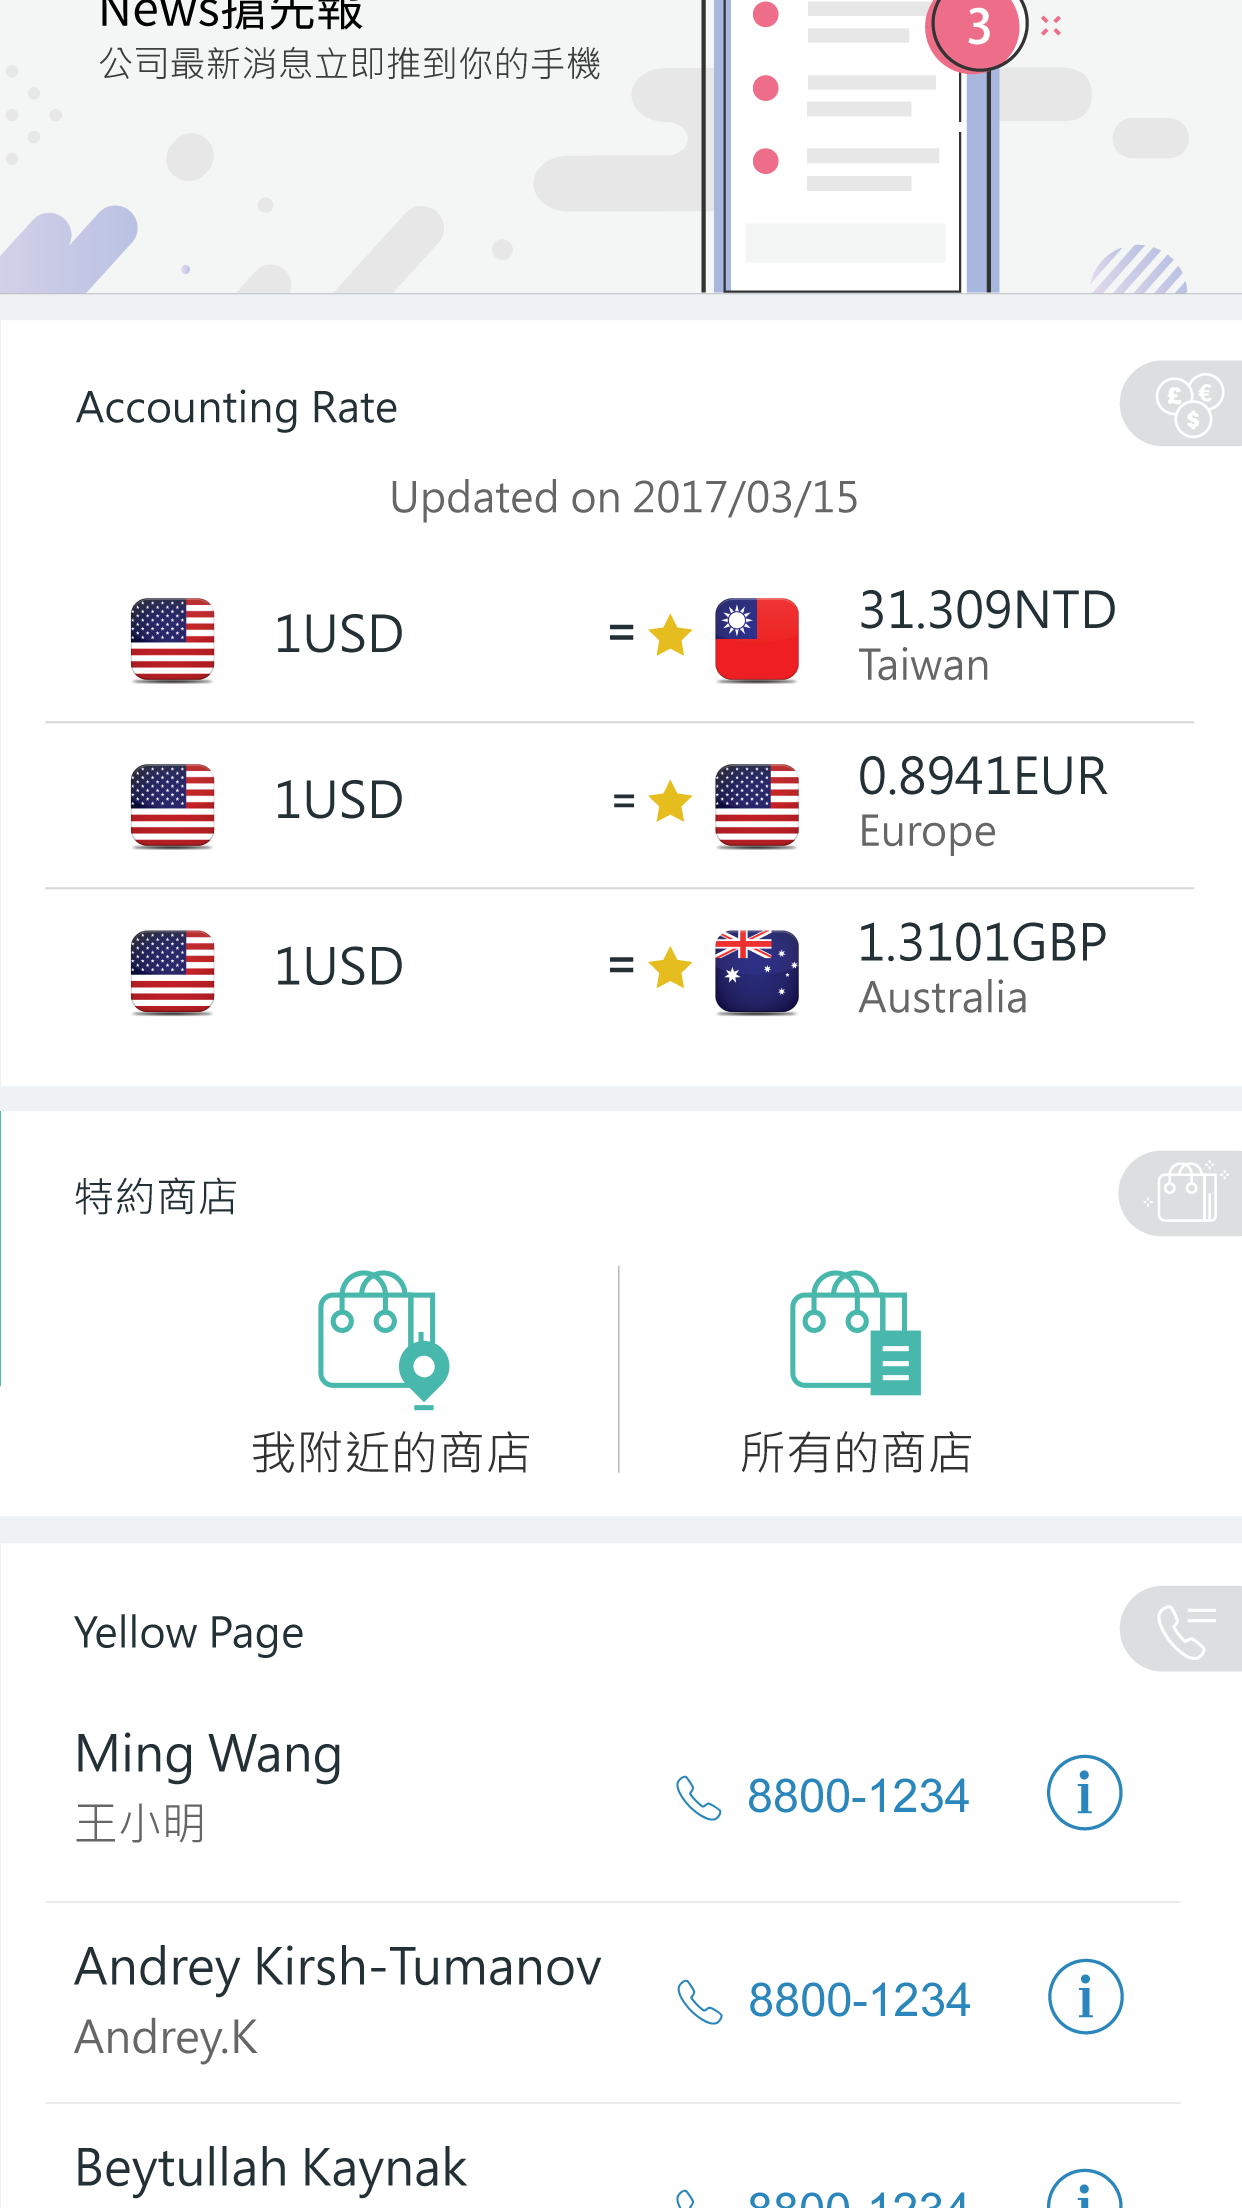 News搶先報
公司最新消息立即推到你的手機
3
Accounting Rate
Updated on 2017/03/15
1USD = 31.309NTD
Taiwan
1USD = 0.8941EUR
Europe
1USD = 1.3101GBP
Australia
特約商店
我附近的商店
所有的商店
Yellow Page
Ming Wang
王小明
8800-1234
Andrey Kirsh-Tumanov
Andrey.K
8800-1234
Beytullah Kaynak
8800-1234